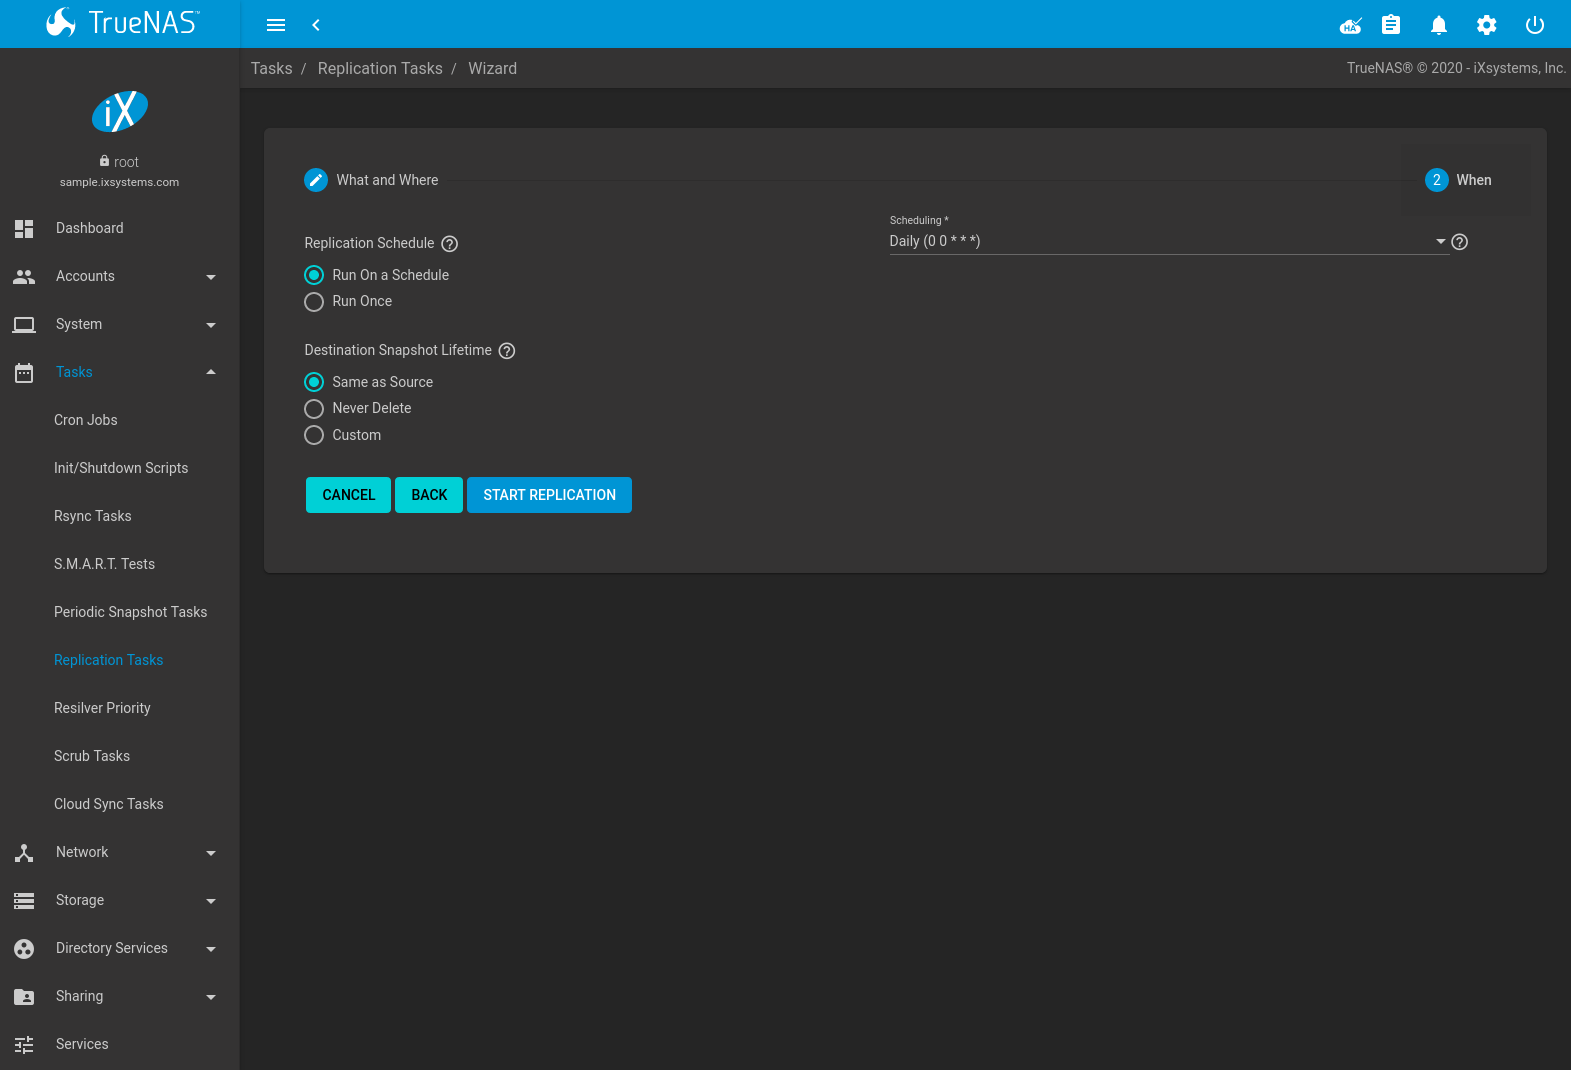 TrueNAS™
Tasks / Replication Tasks / Wizard
TrueNAS® © 2020 - iXsystems, Inc.
iX
root
sample.ixsystems.com
Dashboard
Accounts
System
Tasks
Cron Jobs
Init/Shutdown Scripts
Rsync Tasks
S.M.A.R.T. Tests
Periodic Snapshot Tasks
Replication Tasks
Resilver Priority
Scrub Tasks
Cloud Sync Tasks
Network
Storage
Directory Services
Sharing
Services
HA
What and Where
2 When
Replication Schedule
Run On a Schedule
Run Once
Scheduling *
Daily (0 0 * * *)
Destination Snapshot Lifetime
Same as Source
Never Delete
Custom
CANCEL BACK START REPLICATION